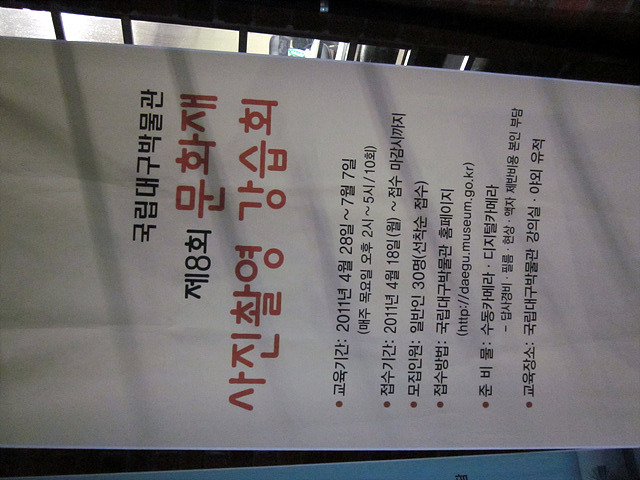 국립대구박물관
제8회 문화재
사진촬영 강습회
• 교육기간: 2011년 4월 28일~7월 7일
(매주 목요일 오후 2시~5시/10회)
• 접수기간: 2011년 4월 18일(월) ~ 접수 마감시까지
• 모집인원: 일반인 30명(선착순 접수)
• 접수방법: 국립대구박물관 홈페이지
(http://daegu.museum.go.kr)
• 준 비 물: 수동카메라 · 디지털카메라
- 답사경비 · 필름 · 현상 · 액자 제반비용 본인 부담
• 교육장소: 국립대구박물관 강의실 · 야외 유적